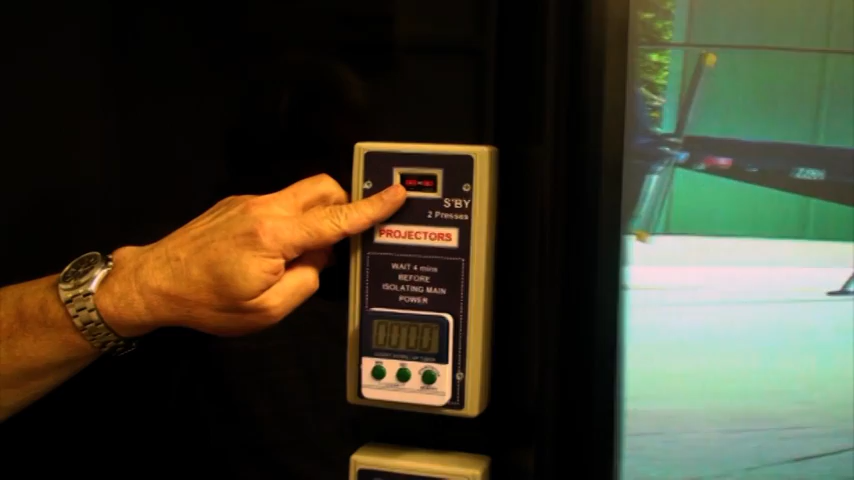 S'BY
2 Presses
PROJECTORS
WAIT 4 mins
BEFORE
ISOLATING MAIN
POWER
00:00